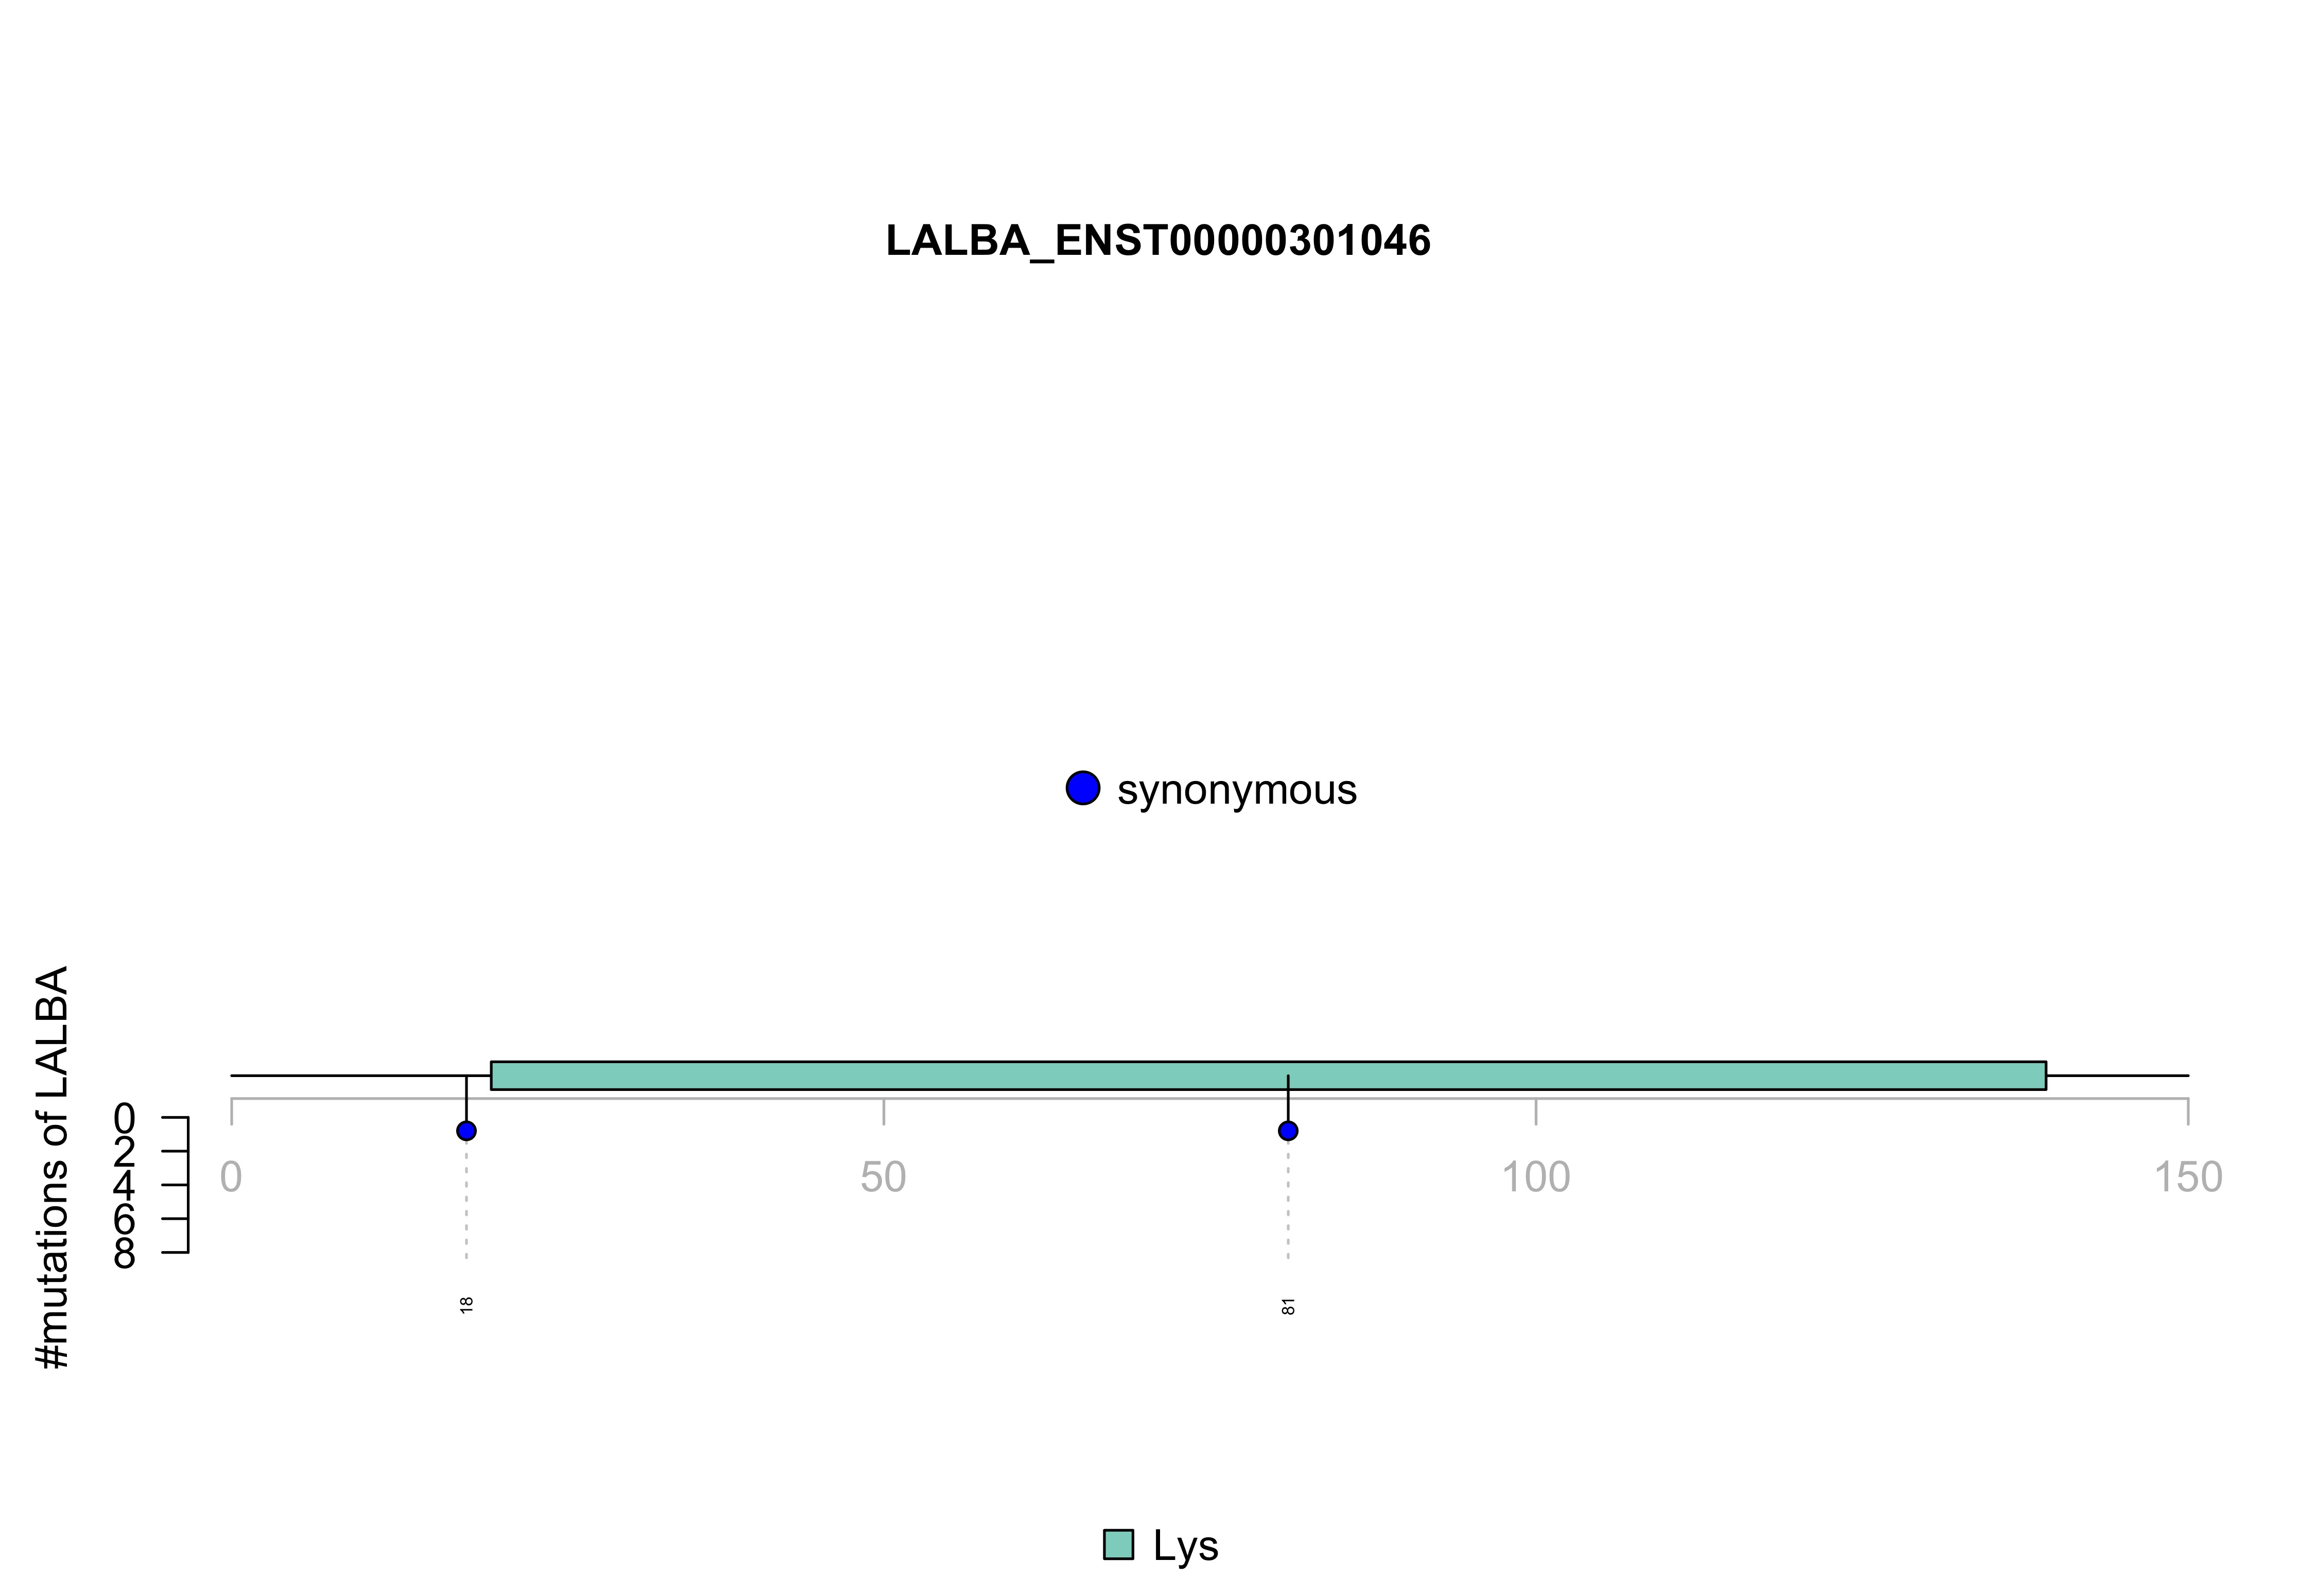 LALBA_ENST00000301046
synonymous
#mutations of LALBA
0
2
4
6
8
0
50
100
150
18
81
Lys